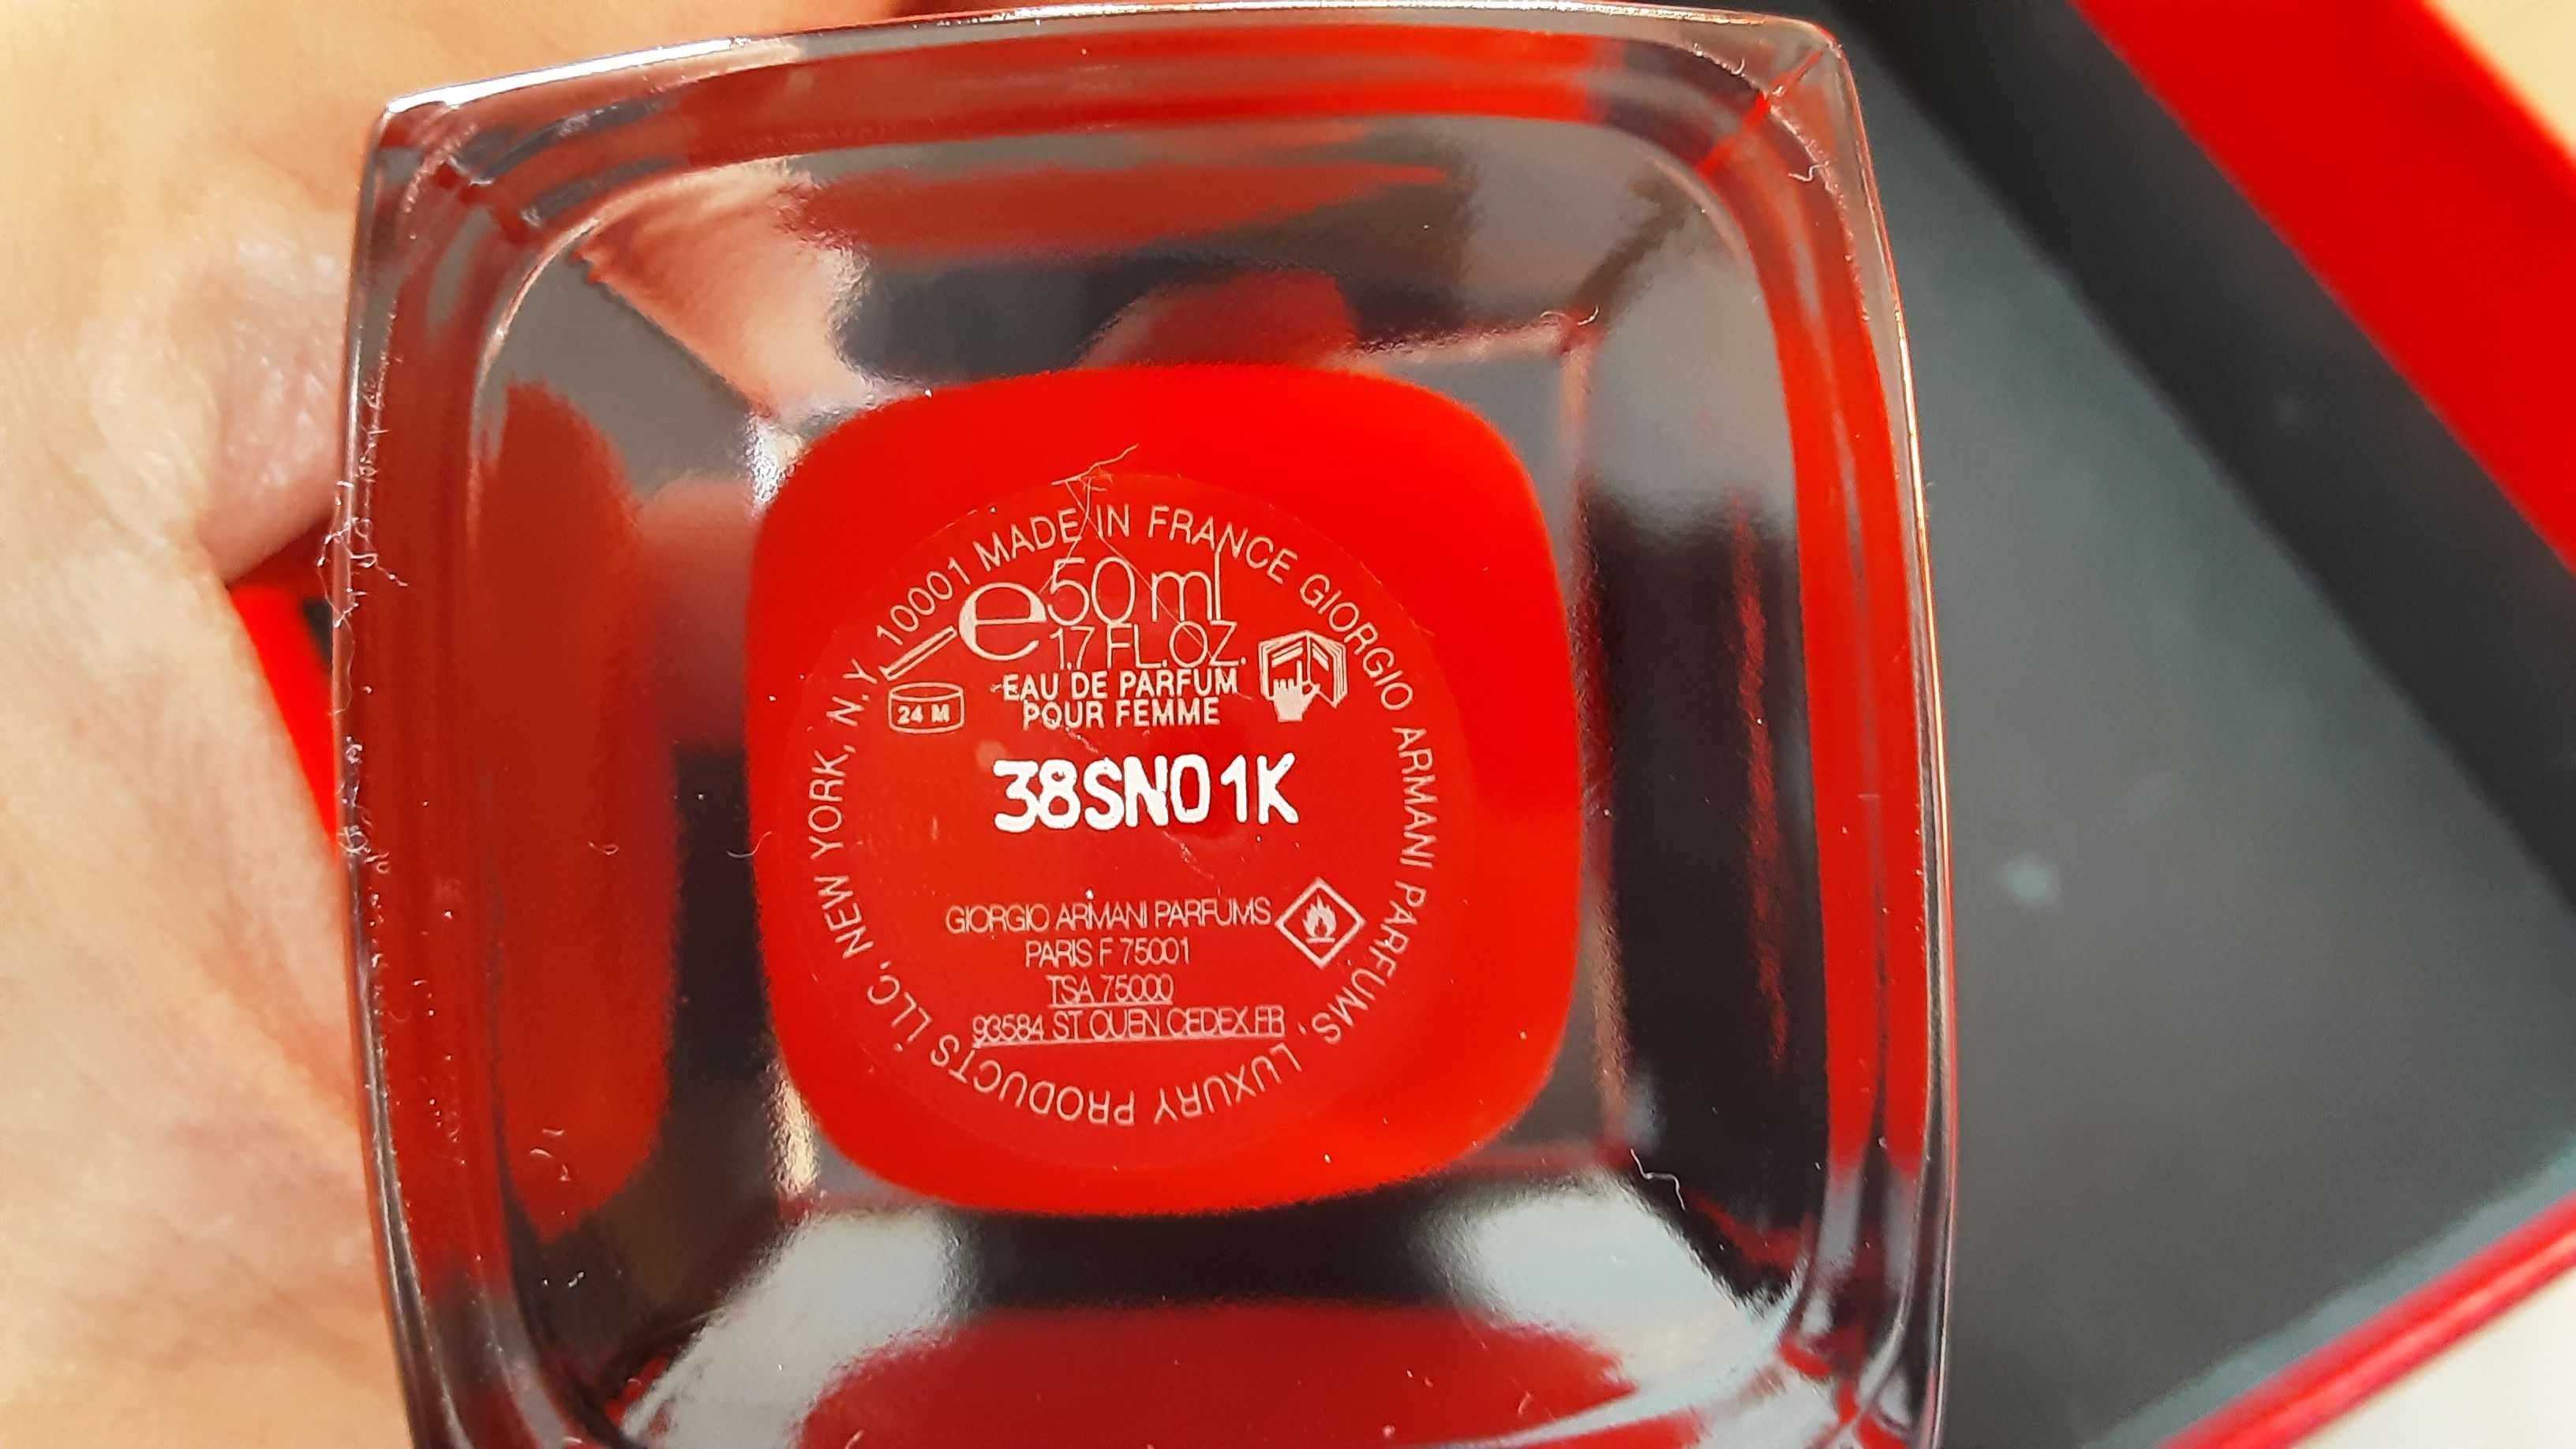 GIORGIO ARMANI PARFUMS, LUXURY PRODUCTS LLC, NEW YORK, N.Y 10001 MADE IN FRANCE
e 50 ml
1.7 FL. OZ.
EAU DE PARFUM
POUR FEMME
24 M
38SN01K
GIORGIO ARMANI PARFUMS
PARIS F 75001
TSA 75000
93584 ST OUEN CEDEX FR